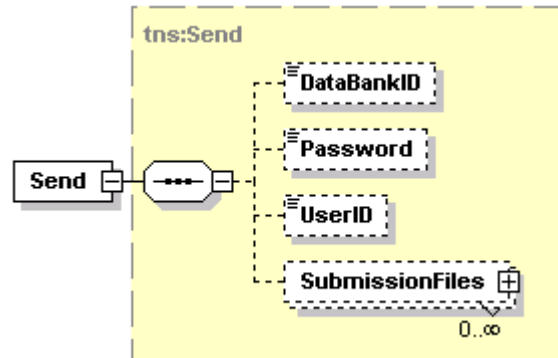 tns:Send
DataBankID
Password
Send
UserID
SubmissionFiles
0..∞